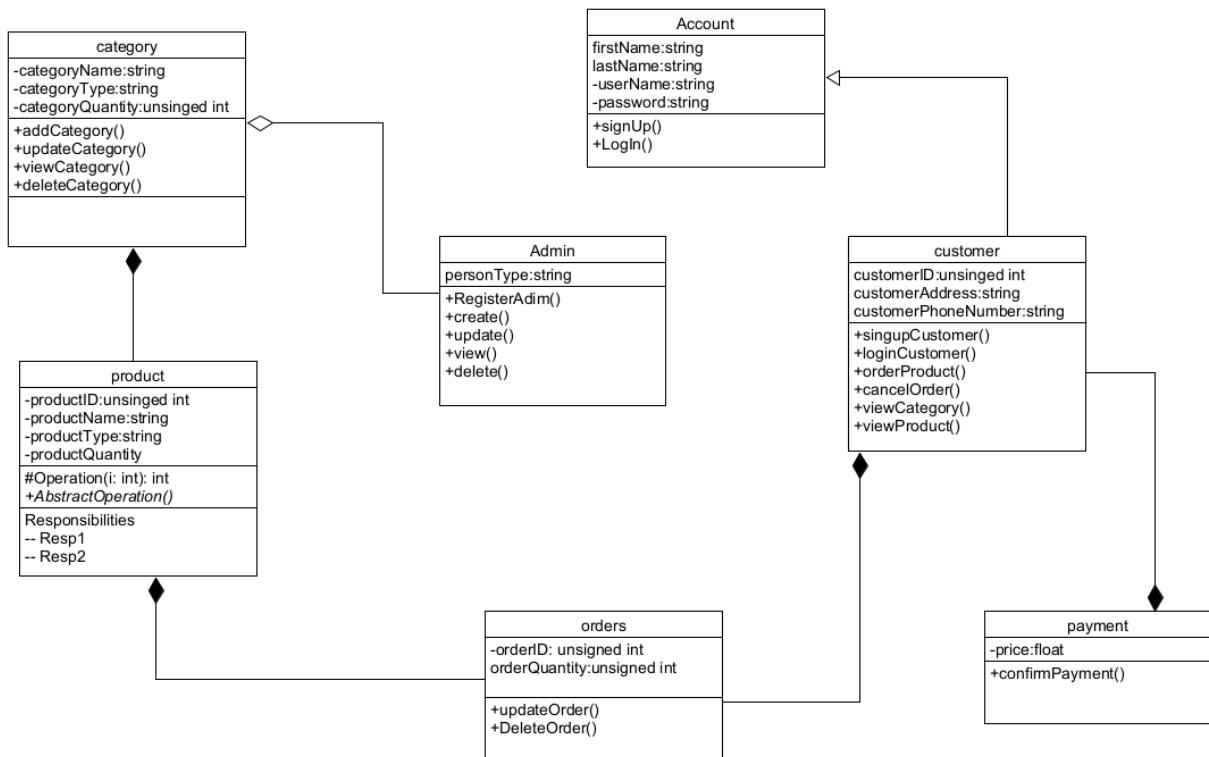 category
-categoryName:string
-categoryType:string
-categoryQuantity:unsinged int
+addCategory()
+updateCategory()
+viewCategory()
+deleteCategory()
Account
firstName:string
lastName:string
-userName:string
-password:string
+signUp()
+LogIn()
Admin
personType:string
+RegisterAdim()
+create()
+update()
+view()
+delete()
customer
customerID:unsinged int
customerAddress:string
customerPhoneNumber:string
+singupCustomer()
+loginCustomer()
+orderProduct()
+cancelOrder()
+viewCategory()
+viewProduct()
product
-productID:unsinged int
-productName:string
-productType:string
-productQuantity
#Operation(i: int): int
+AbstractOperation()
Responsibilities
-- Resp1
-- Resp2
orders
-orderID: unsigned int
orderQuantity:unsigned int
+updateOrder()
+DeleteOrder()
payment
-price:float
+confirmPayment()